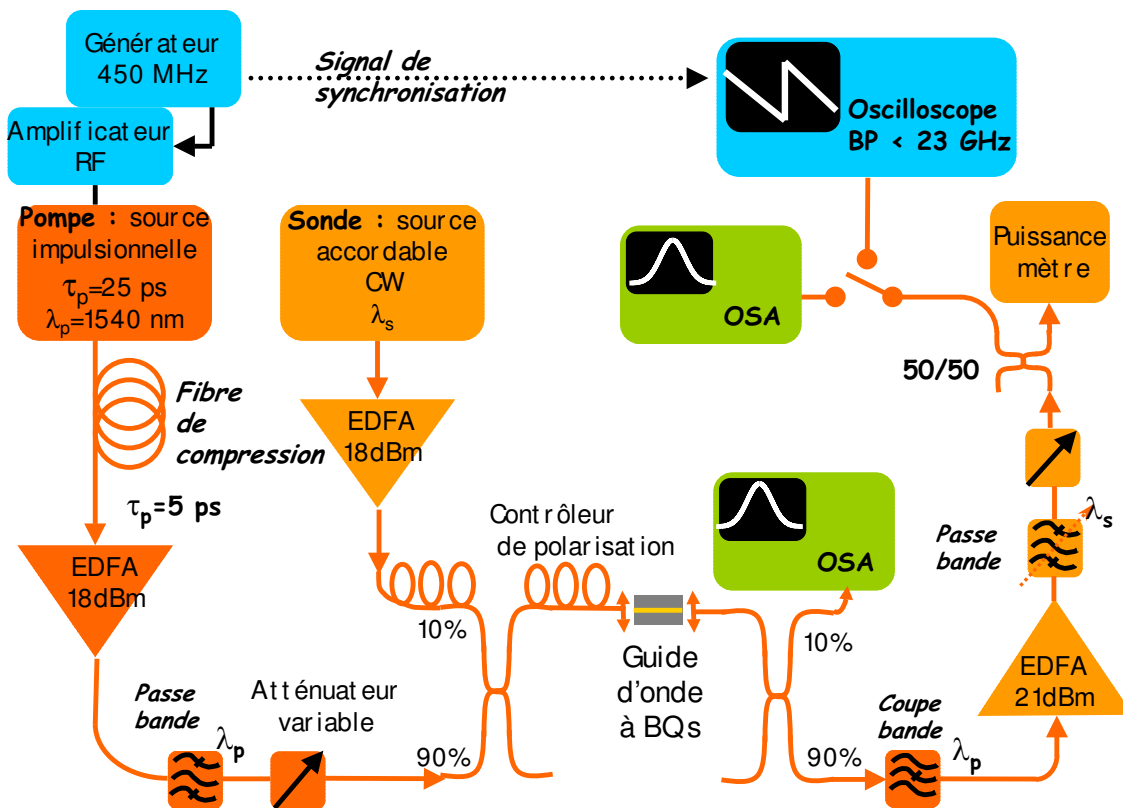 Générateur
450 MHz
Signal de
synchronisation
Oscilloscope
BP < 23 GHz
Amplificateur
RF
Pompe : source
impulsionnelle
τp=25 ps
λp=1540 nm
Sonde : source
accordable
CW
λs
OSA
Puissance
mètre
50/50
Fibre
de
compression
EDFA
18dBm
τp=5 ps
Contrôleur
de polarisation
OSA
λs
Passe
bande
EDFA
18dBm
10%
10%
Guide
d'onde
à BQs
EDFA
21dBm
Passe
bande
λp
Atténuateur
variable
90%
90%
Coupe
bande
λp